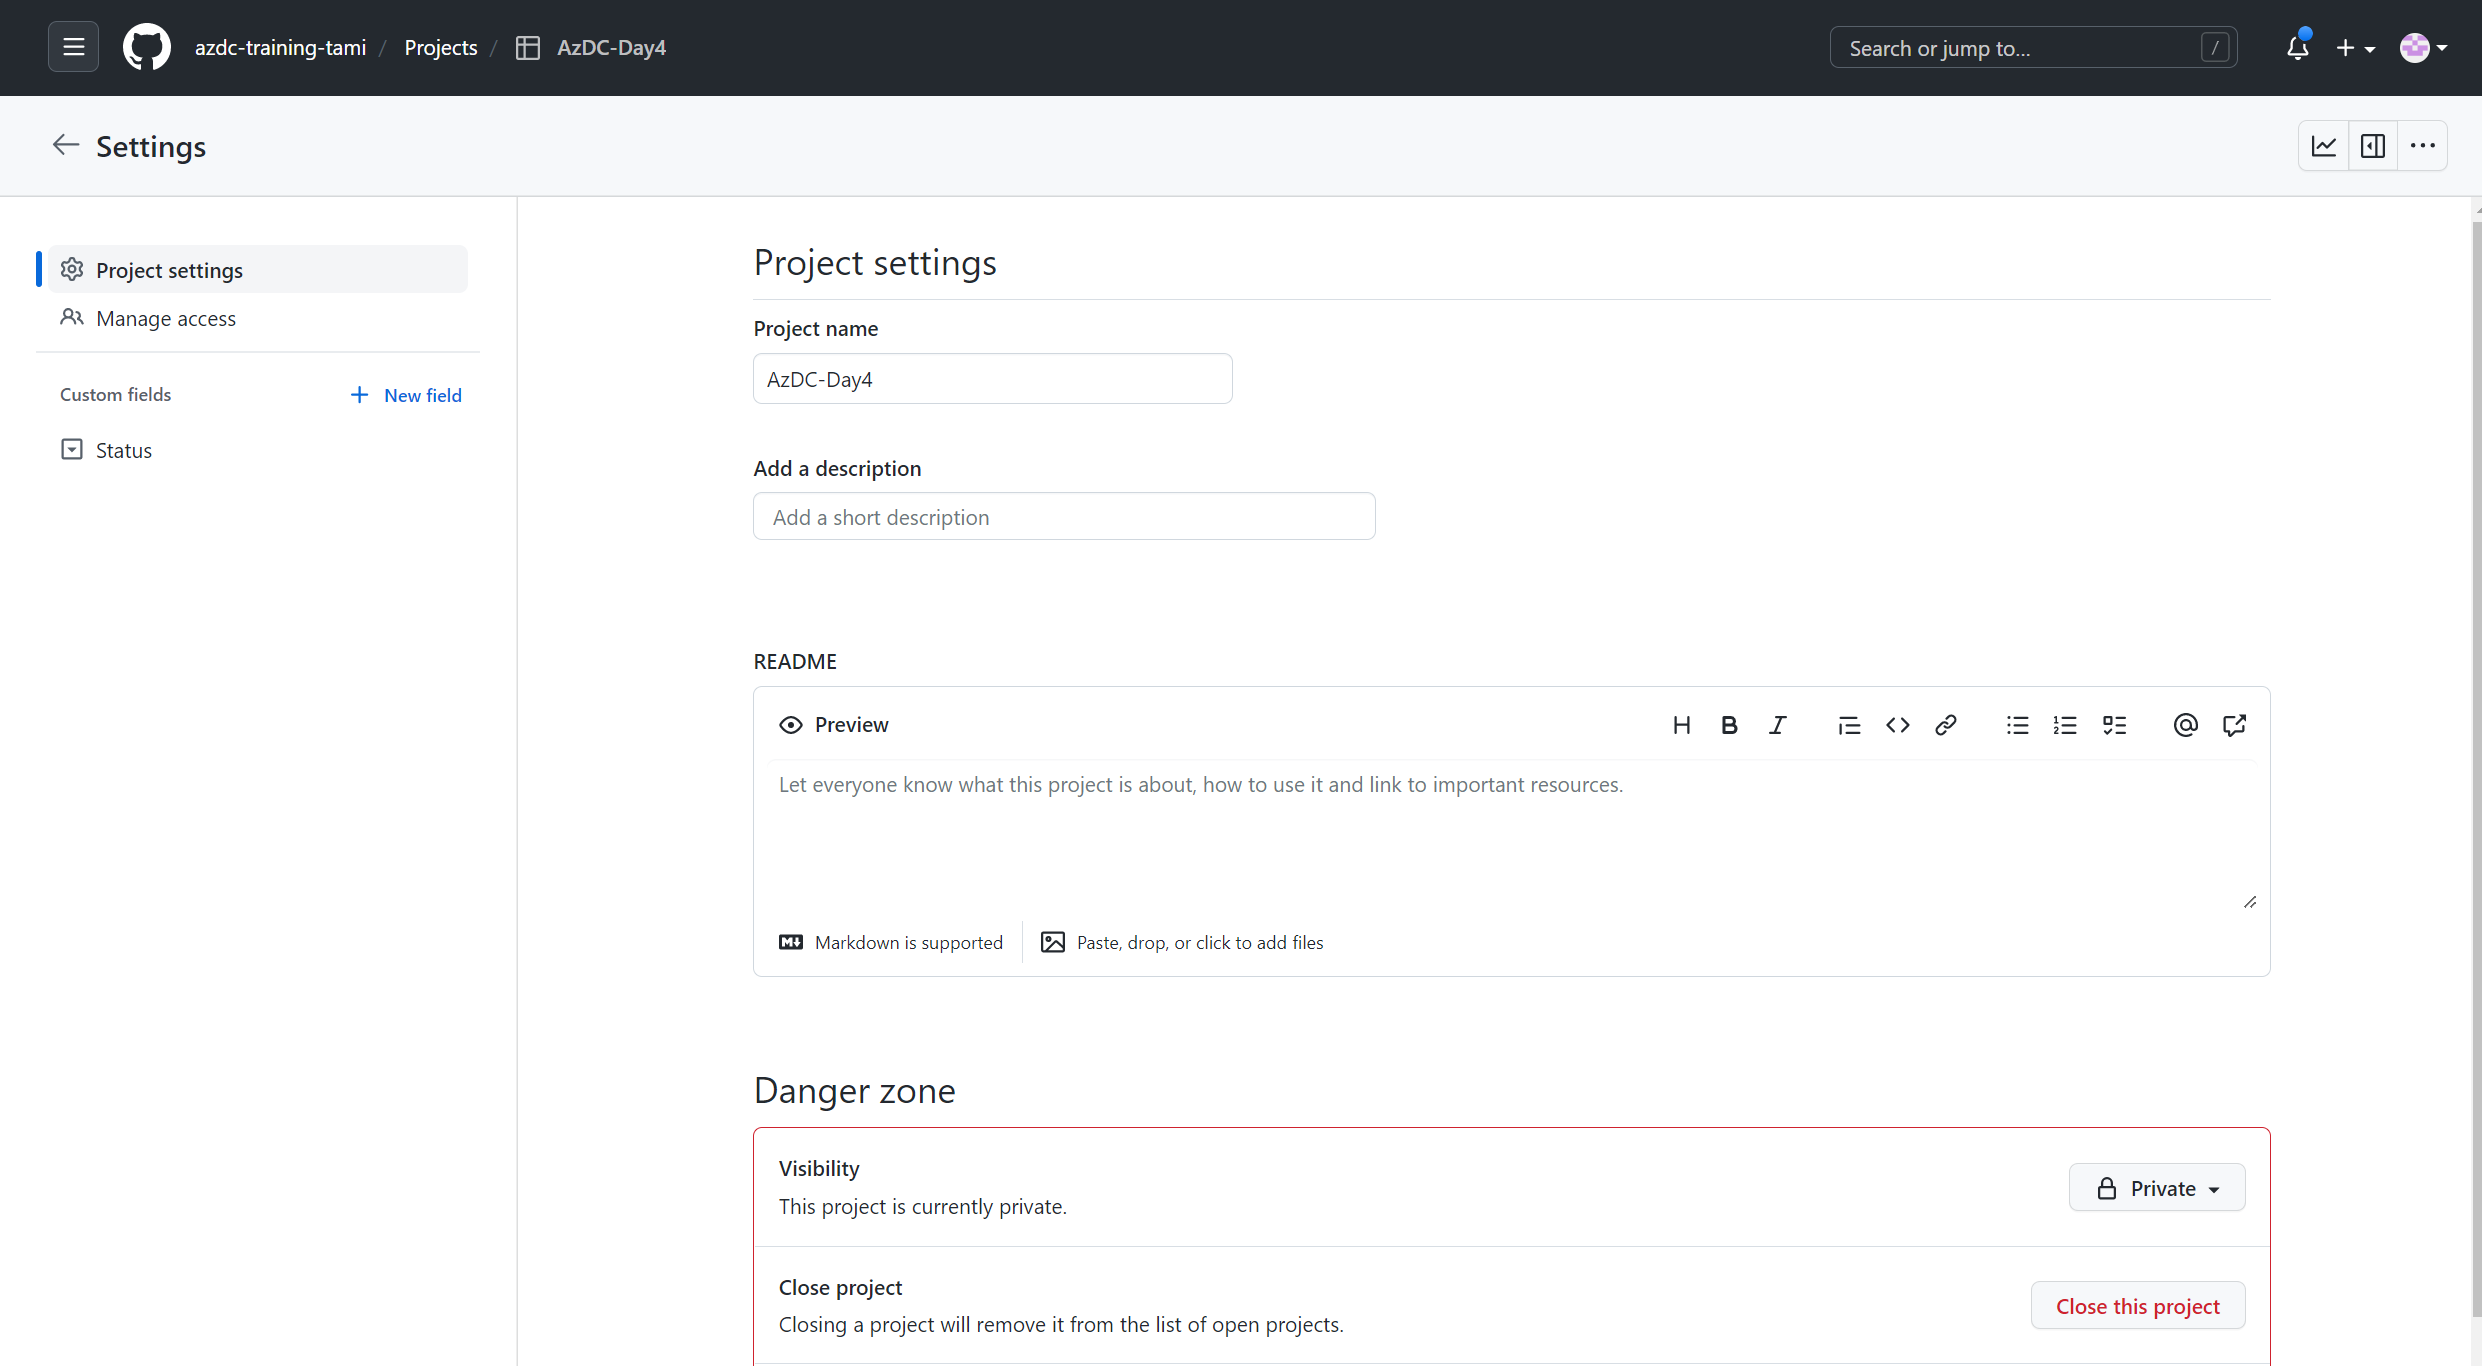 azdc-training-tami / Projects / AzDC-Day4
Search or jump to... /
Settings
Project settings
Manage access
Custom fields
New field
Status
Project settings
Project name
AzDC-Day4
Add a description
Add a short description
README
Preview
Let everyone know what this project is about, how to use it and link to important resources.
Markdown is supported
Paste, drop, or click to add files
Danger zone
Visibility
This project is currently private.
Private
Close project
Closing a project will remove it from the list of open projects.
Close this project